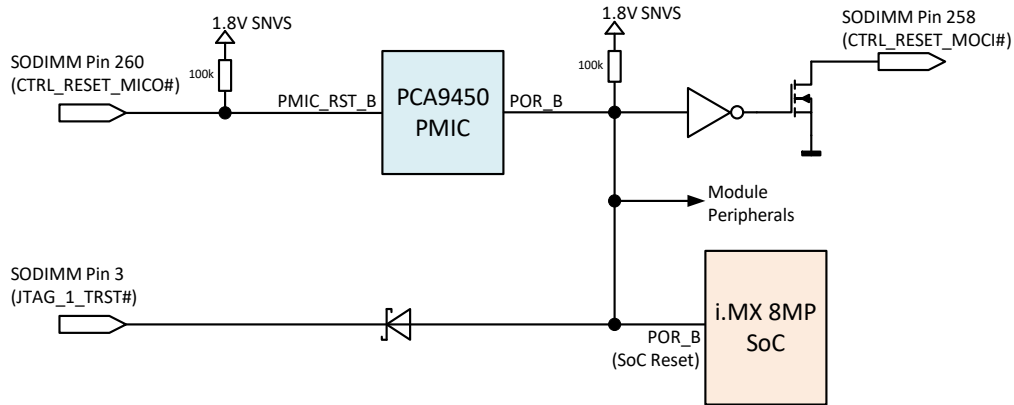 1.8V SNVS
1.8V SNVS
SODIMM Pin 258
(CTRL_RESET_MOCI#)
SODIMM Pin 260
(CTRL_RESET_MICO#)
100k
100k
PMIC_RST_B
PCA9450
PMIC
POR_B
Module
Peripherals
SODIMM Pin 3
(JTAG_1_TRST#)
POR_B
(SoC Reset)
i.MX 8MP
SoC